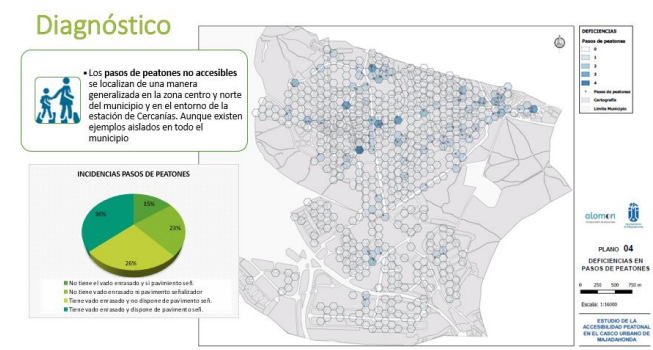 Diagnóstico
• Los pasos de peatones no accesibles
se localizan de una manera
generalizada en la zona centro y norte
del municipio y en el entorno de la
estación de Cercanías. Aunque existen
ejemplos aislados en todo el
municipio
INCIDENCIAS PASOS DE PEATONES
15%
23%
26%
36%
No tiene el vado enrasado y si pavimento señ.
No tiene vado enrasado ni pavimento señalizador
Tiene vado enrasado y no dispone de pavimento señ.
Tiene vado enrasado y dispone de pavimento señ.
DEFICIENCIAS
Pasos de peatones
0
1
2
3
4
Pasos de peatones
Cartografía
Límite Municipio
alomon
PLANO 04
DEFICIENCIAS EN
PASOS DE PEATONES
0 250 500 750 m
Escala: 1:16000
ESTUDIO DE LA
ACCESIBILIDAD PEATONAL
EN EL CASCO URBANO DE
MAJADAHONDA